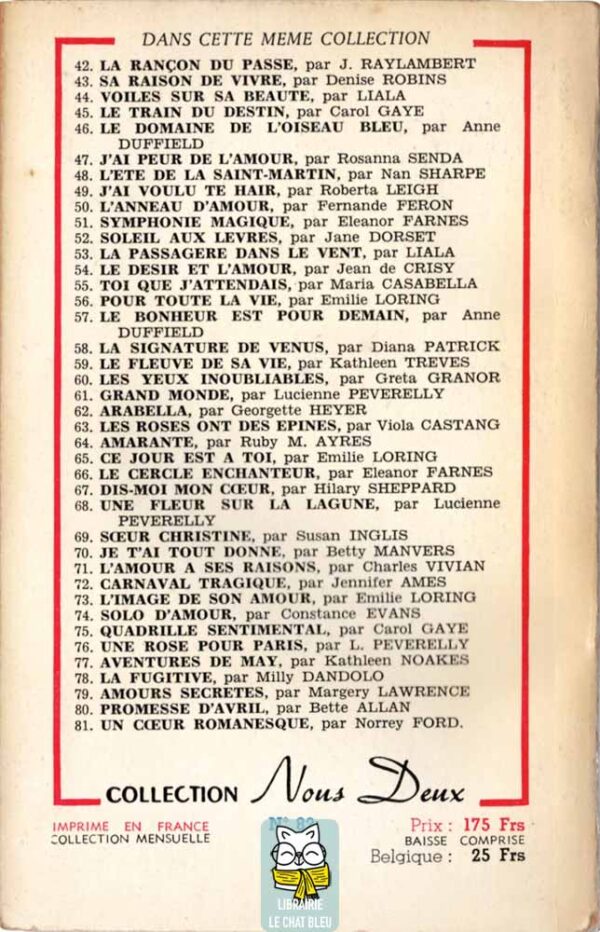 DANS CETTE MEME COLLECTION
42. LA RANÇON DU PASSE, par J. RAYLAMBERT
43. SA RAISON DE VIVRE, par Denise ROBINS
44. VOILES SUR SA BEAUTE, par LIALA
45. LE TRAIN DU DESTIN, par Carol GAYE
46. LE DOMAINE DE L'OISEAU BLEU, par Anne
DUFFIELD
47. J'AI PEUR DE L'AMOUR, par Rosanna SENDA
48. L'ETE DE LA SAINT-MARTIN, par Nan SHARPE
49. J'AI VOULU TE HAIR, par Roberta LEIGH
50. L'ANNEAU D'AMOUR, par Fernande FERON
51. SYMPHONIE MAGIQUE, par Eleanor FARNES
52. SOLEIL AUX LEVRES, par Jane DORSET
53. LA PASSAGERE DANS LE VENT, par LIALA
54. LE DESIR ET L'AMOUR, par Jean de CRISY
55. TOI QUE J'ATTENDAIS, par Maria CASABELLA
56. POUR TOUTE LA VIE, par Emilie LORING
57. LE BONHEUR EST POUR DEMAIN, par Anne
DUFFIELD
58. LA SIGNATURE DE VENUS, par Diana PATRICK
59. LE FLEUVE DE SA VIE, par Kathleen TREVES
60. LES YEUX INOUBLIABLES, par Greta GRANOR
61. GRAND MONDE, par Lucienne PEVERELLY
62. ARABELLA, par Georgette HEYER
63. LES ROSES ONT DES EPINES, par Viola CASTANG
64. AMARANTE, par Ruby M. AYRES
65. CE JOUR EST A TOI, par Emilie LORING
66. LE CERCLE ENCHANTEUR, par Eleanor FARNES
67. DIS-MOI MON CŒUR, par Hilary SHEPPARD
68. UNE FLEUR SUR LA LAGUNE, par Lucienne
PEVERELLY
69. SŒUR CHRISTINE, par Susan INGLIS
70. JE T'AI TOUT DONNE, par Betty MANVERS
71. L'AMOUR A SES RAISONS, par Charles VIVIAN
72. CARNAVAL TRAGIQUE, par Jennifer AMES
73. L'IMAGE DE SON AMOUR, par Emilie LORING
74. SOLO D'AMOUR, par Constance EVANS
75. QUADRILLE SENTIMENTAL, par Carol GAYE
76. UNE ROSE POUR PARIS, par L. PEVERELLY
77. AVENTURES DE MAY, par Kathleen NOAKES
78. LA FUGITIVE, par Milly DANDOLO
79. AMOURS SECRETES, par Margery LAWRENCE
80. PROMESSE D'AVRIL, par Bette ALLAN
81. UN CŒUR ROMANESQUE, par Norrey FORD.
COLLECTION Nous Deux
IMPRIME EN FRANCE
COLLECTION MENSUELLE
Prix : 175 Frs
BAISSE COMPRISE
Belgique : 25 Frs
LIBRAIRIE
LE CHAT BLEU